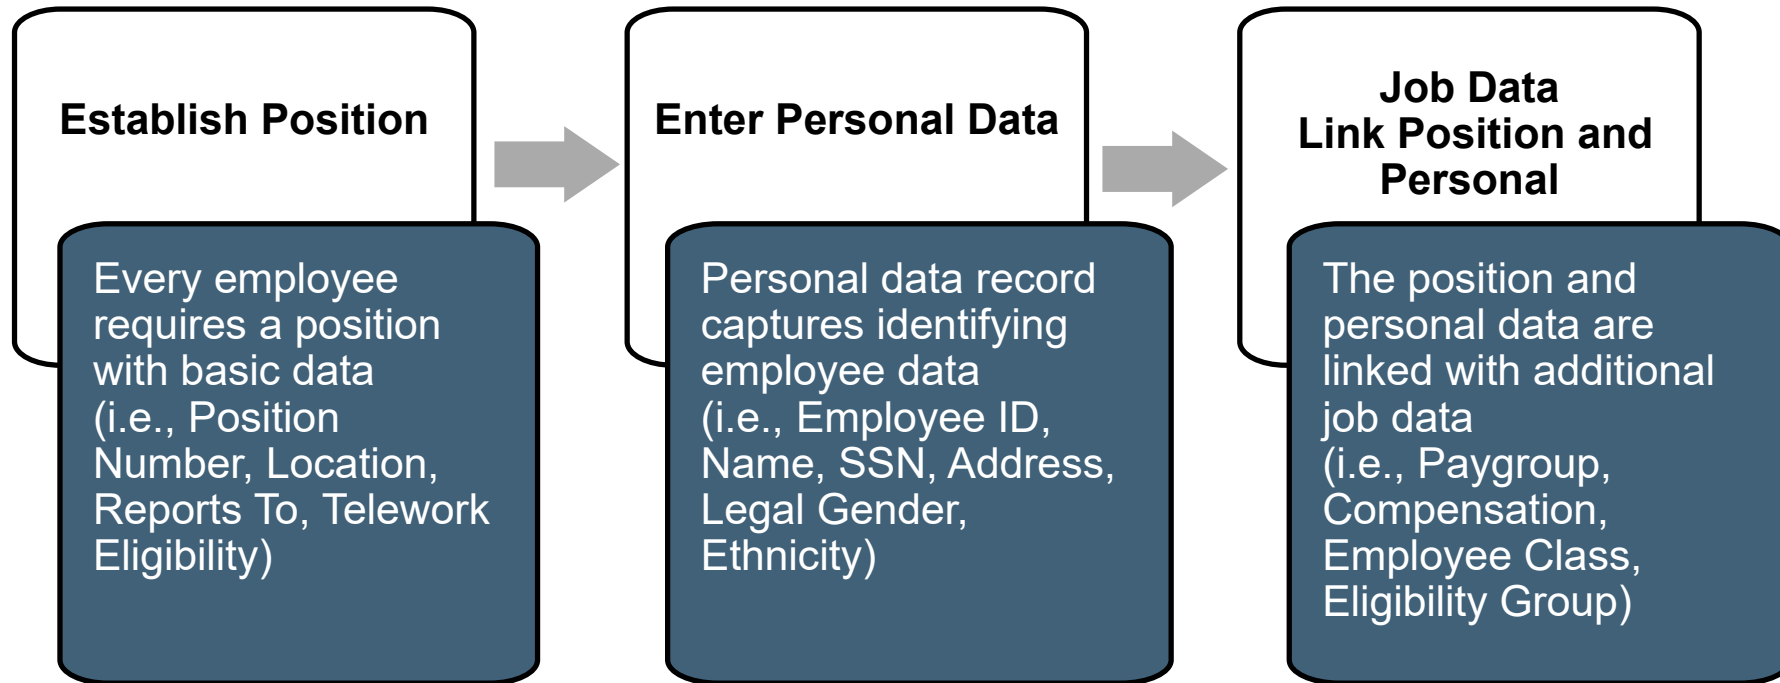 Establish Position
Every employee
requires a position
with basic data
(i.e., Position
Number, Location,
Reports To, Telework
Eligibility)
Enter Personal Data
Personal data record
captures identifying
employee data
(i.e., Employee ID,
Name, SSN, Address,
Legal Gender,
Ethnicity)
Job Data
Link Position and
Personal
The position and
personal data are
linked with additional
job data
(i.e., Paygroup,
Compensation,
Employee Class,
Eligibility Group)